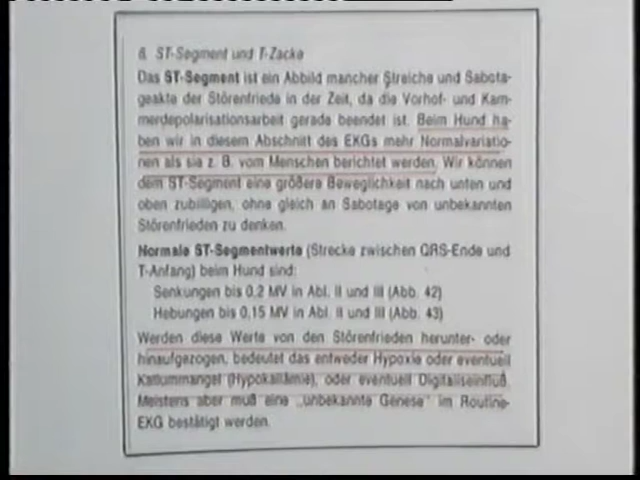 6. ST-Segment und T-Zacke
Das ST-Segment ist ein Abbild mancher Streiche und Sabota-
geakte der Störenfriede in der Zeit, da die Vorhof- und Kam-
merdepolarisationsarbeit gerade beendet ist. Beim Hund ha-
ben wir in diesem Abschnitt des EKGs mehr Normalvariatio-
nen als sie z. B. vom Menschen berichtet werden. Wir können
dem ST-Segment eine größere Beweglichkeit nach unten und
oben zubilligen, ohne gleich an Sabotage von unbekannten
Störenfrieden zu denken.
Normale ST-Segmentwerte (Strecke zwischen QRS-Ende und
T-Anfang) beim Hund sind:
Senkungen bis 0,2 MV in Abl. II und III (Abb. 42)
Hebungen bis 0,15 MV in Abl. II und III (Abb. 43)
Werden diese Werte von den Störenfrieden herunter- oder
hinaufgezogen, bedeutet das entweder Hypoxie oder eventuell
Kaliummangel (Hypokaliämie), oder eventuell Digitaliseinfluß.
Meistens aber muß eine „unbekannte Genese" im Routine-
EKG bestätigt werden.